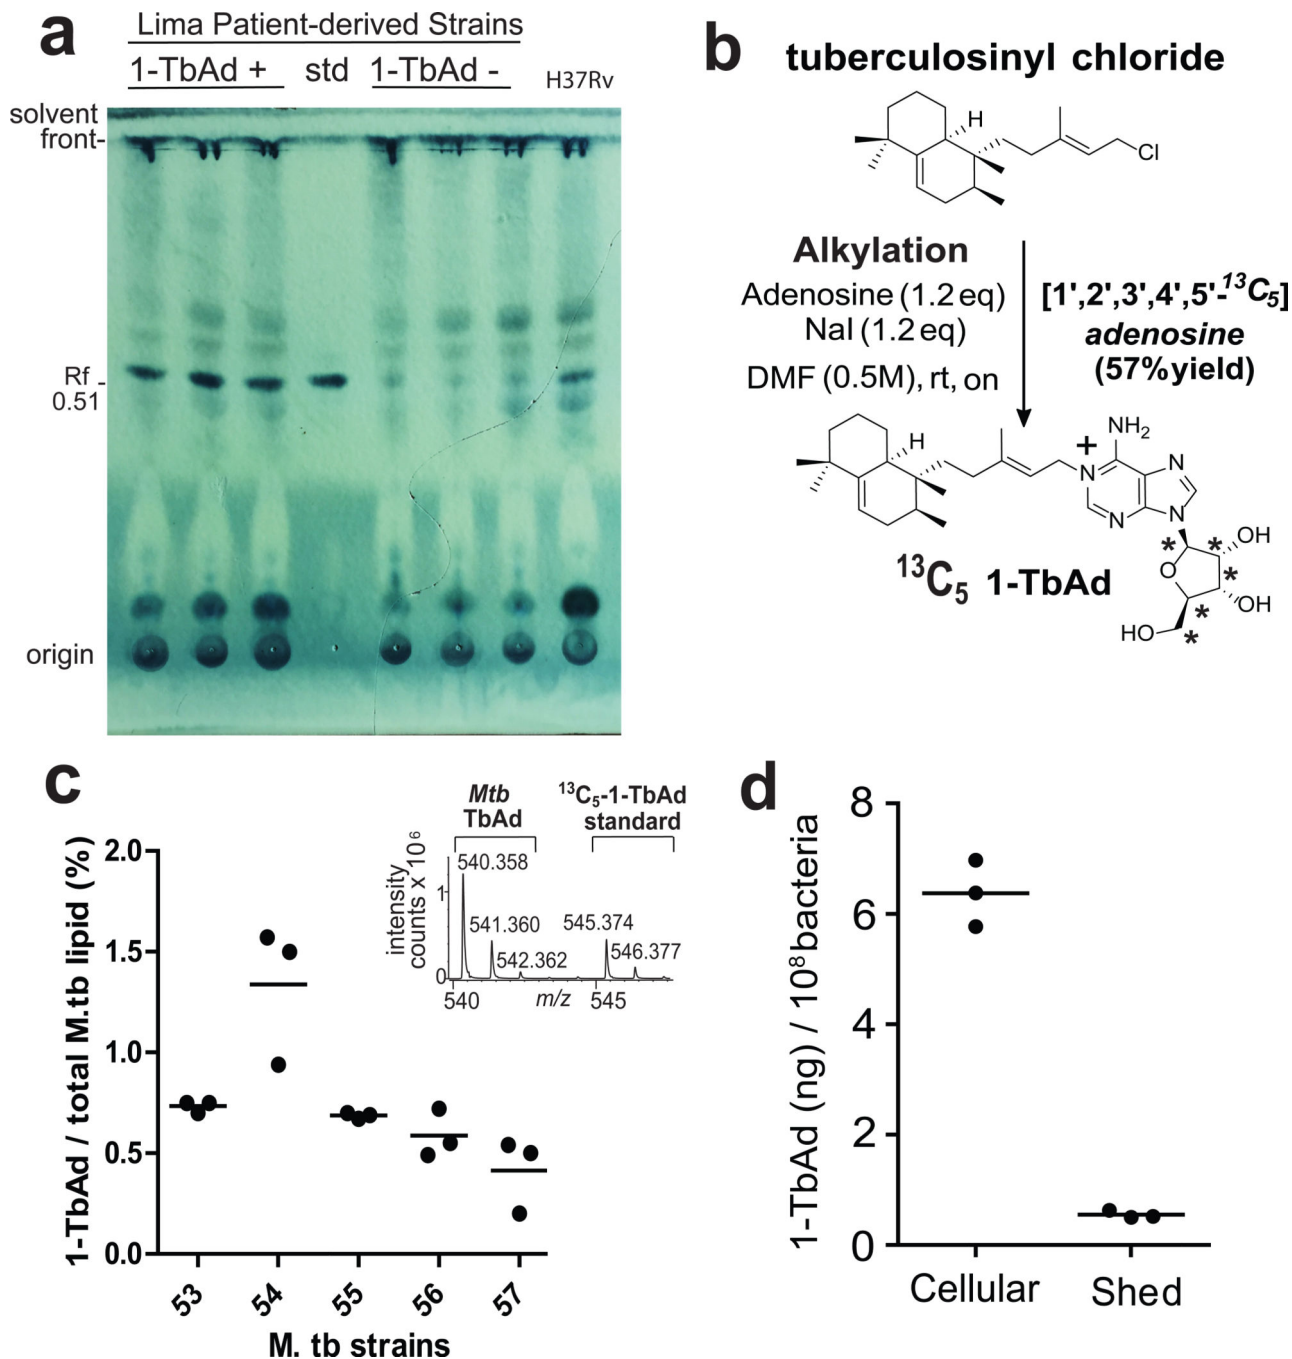 a
Lima Patient-derived Strains
1-TbAd + std 1-TbAd - H37Rv
solvent
front-
Rf -
0.51
origin
b
tuberculosinyl chloride
H
Cl
Alkylation
Adenosine (1.2 eq)
NaI (1.2 eq)
DMF (0.5M), rt, on
[1',2',3',4',5'-¹³C₅]
adenosine
(57%yield)
H
+
NH₂
N
N
N
N
O
OH
OH
HO
* * * * *
¹³C₅ 1-TbAd
c
1-TbAd / total M.tb lipid (%)
2.0
1.5
1.0
0.5
0.0
53 54 55 56 57
M. tb strains
Mtb
TbAd
¹³C₅-1-TbAd
standard
intensity
counts x 10⁶
1
0
540.358
541.360
542.362
545.374
546.377
540 m/z 545
d
1-TbAd (ng) / 10⁸bacteria
8
6
4
2
0
Cellular Shed